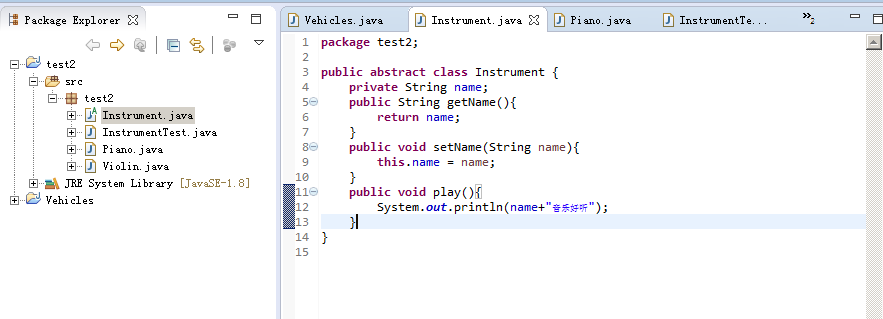 Package Explorer
test2
src
test2
Instrument.java
InstrumentTest.java
Piano.java
Violin.java
JRE System Library [JavaSE-1.8]
Vehicles
Vehicles.java
Instrument.java
Piano.java
InstrumentTe...
»2
1 package test2;
2
3 public abstract class Instrument {
4 private String name;
5 public String getName(){
6 return name;
7 }
8 public void setName(String name){
9 this.name = name;
10 }
11 public void play(){
12 System.out.println(name+"音乐好听");
13 }
14 }
15